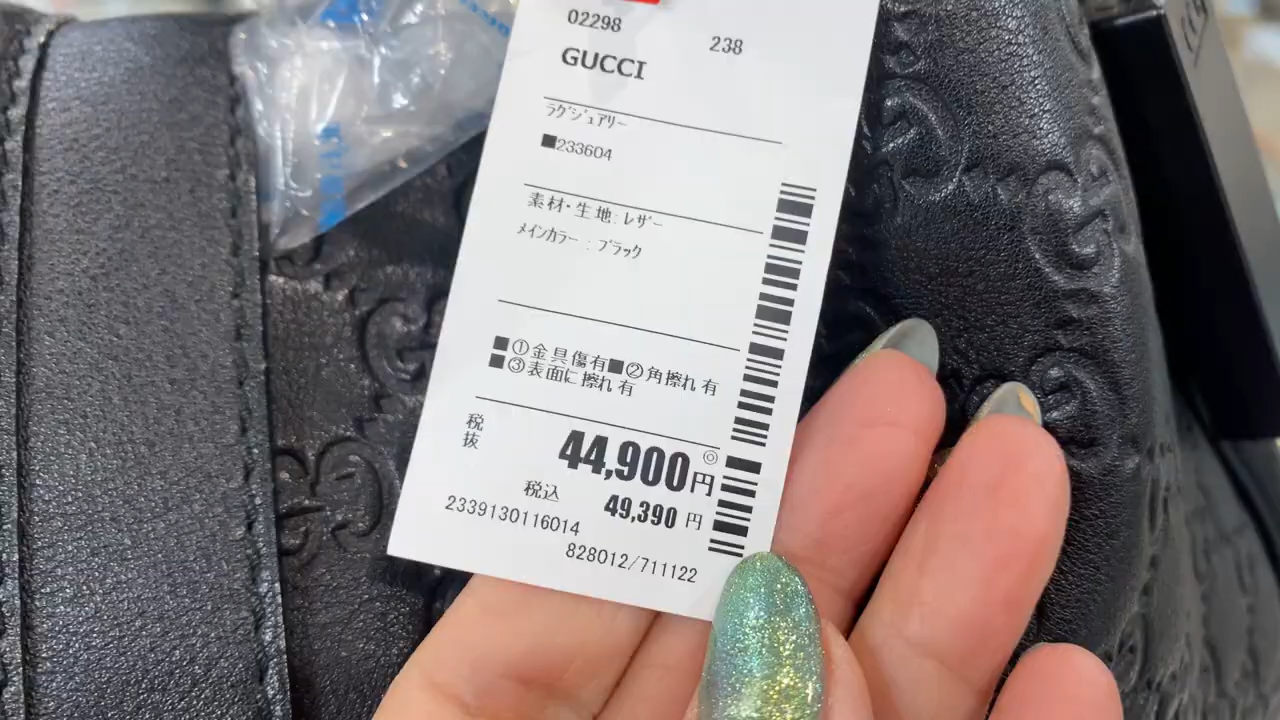 02298
238
GUCCI
ラグジュアリー
■233604
素材・生地:レザー
メインカラー:ブラック
■①金具傷有■②角擦れ有
■③表面に擦れ有
税抜
44,900円
◎
税込 49,390 円
2339130116014
828012/711122